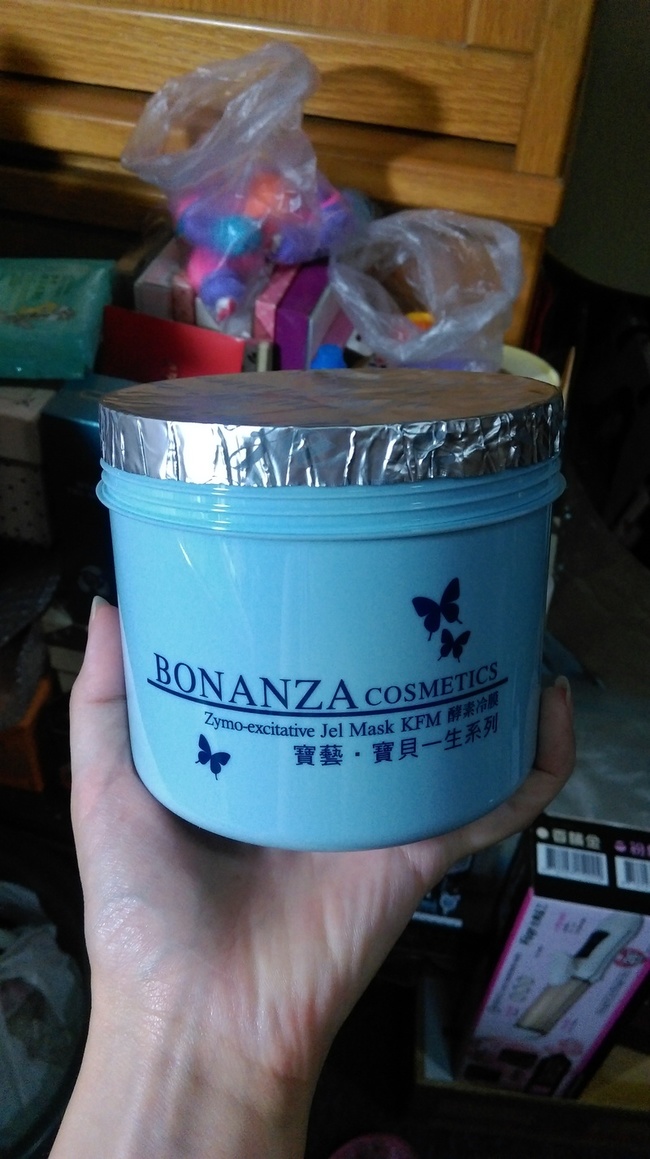 BONANZA COSMETICS
Zymo-excitative Jel Mask KFM 酵素冷膜
寶藝・寶貝一生系列